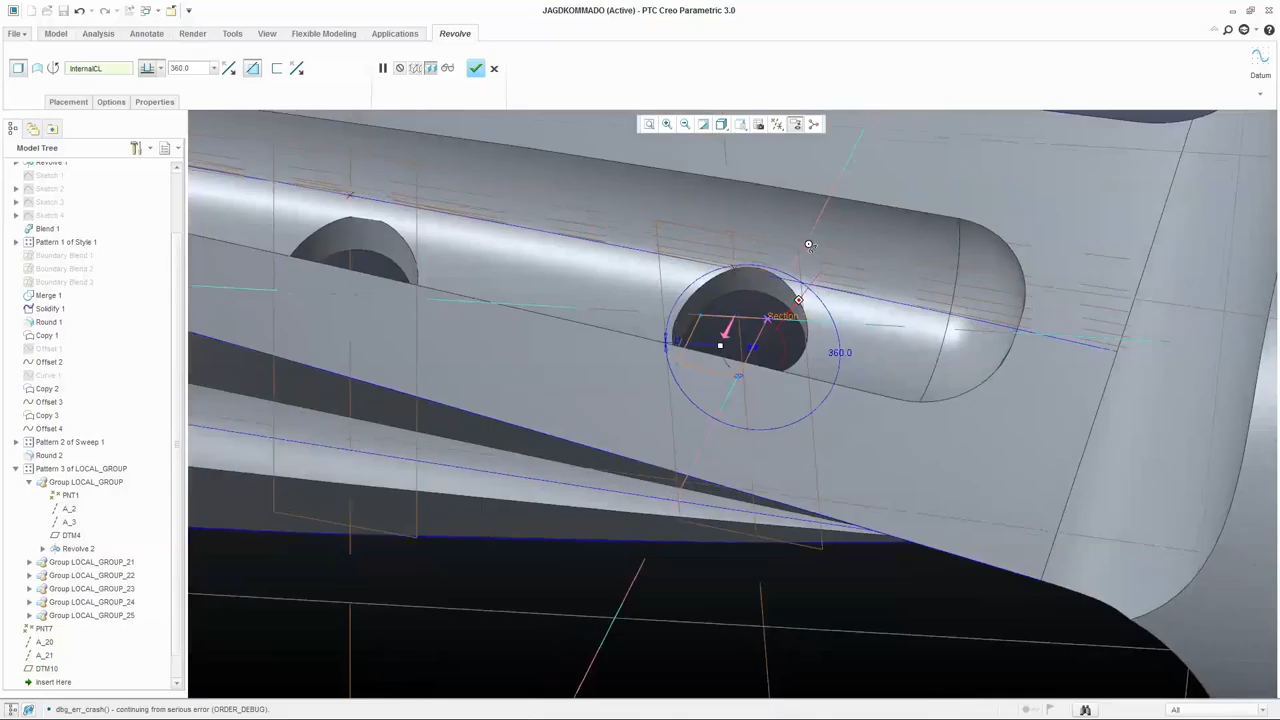 JAGDKOMMADO (Active) - PTC Creo Parametric 3.0
File Model Analysis Annotate Render Tools View Flexible Modeling Applications Revolve
InternalCL 360.0
Datum
Placement Options Properties
Model Tree
Revolve 1
Sketch 1
Sketch 2
Sketch 3
Sketch 4
Blend 1
Pattern 1 of Style 1
Boundary Blend 1
Boundary Blend 2
Boundary Blend 3
Merge 1
Solidify 1
Round 1
Copy 1
Offset 1
Offset 2
Curve 1
Copy 2
Offset 3
Copy 3
Offset 4
Pattern 2 of Sweep 1
Round 2
Pattern 3 of LOCAL_GROUP
Group LOCAL_GROUP
PNT1
A_2
A_3
DTM4
Revolve 2
Group LOCAL_GROUP_21
Group LOCAL_GROUP_22
Group LOCAL_GROUP_23
Group LOCAL_GROUP_24
Group LOCAL_GROUP_25
PNT7
A_20
A_21
DTM10
Insert Here
Section
360.0
dbg_err_crash() - continuing from serious error (ORDER_DEBUG).
All